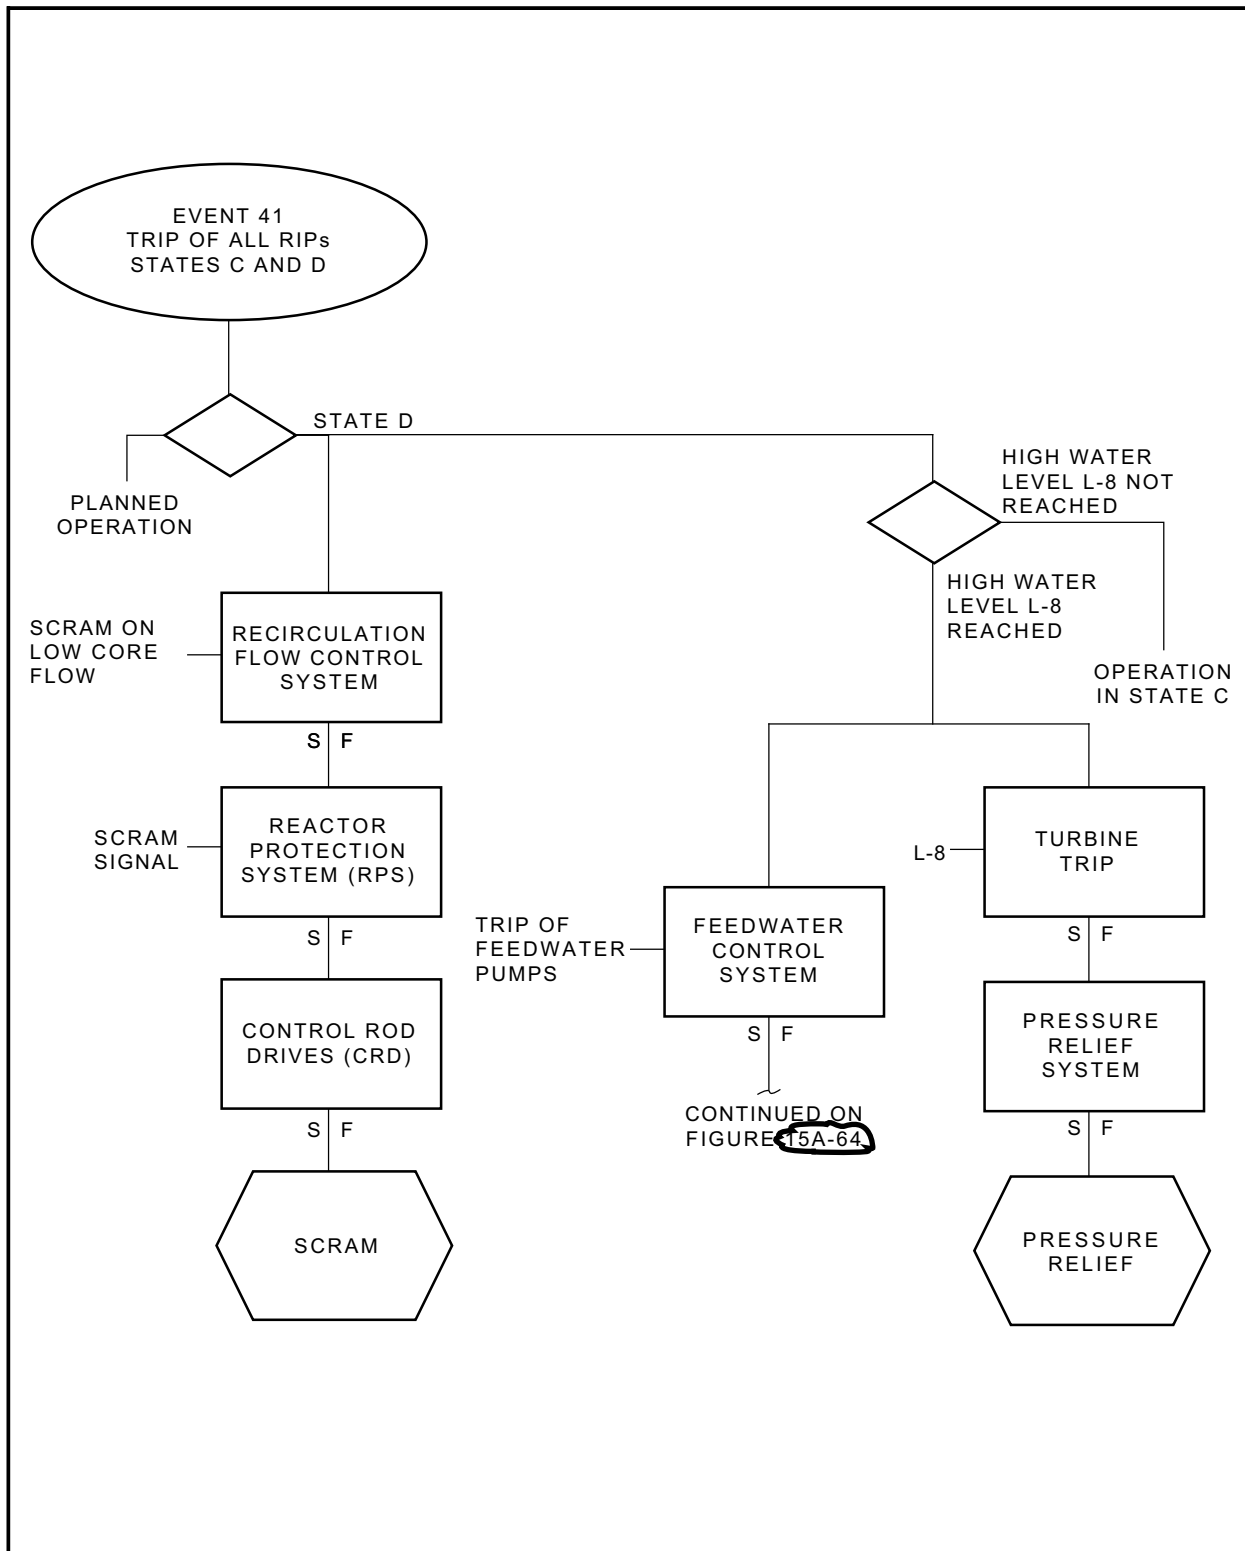 EVENT 41
TRIP OF ALL RIPs
STATES C AND D
STATE D
PLANNED
OPERATION
HIGH WATER
LEVEL L-8 NOT
REACHED
HIGH WATER
LEVEL L-8
REACHED
OPERATION
IN STATE C
SCRAM ON
LOW CORE
FLOW
RECIRCULATION
FLOW CONTROL
SYSTEM
S F
SCRAM
SIGNAL
REACTOR
PROTECTION
SYSTEM (RPS)
S F
CONTROL ROD
DRIVES (CRD)
S F
SCRAM
TRIP OF
FEEDWATER
PUMPS
FEEDWATER
CONTROL
SYSTEM
S F
CONTINUED ON
FIGURE 15A-64
L-8
TURBINE
TRIP
S F
PRESSURE
RELIEF
SYSTEM
S F
PRESSURE
RELIEF